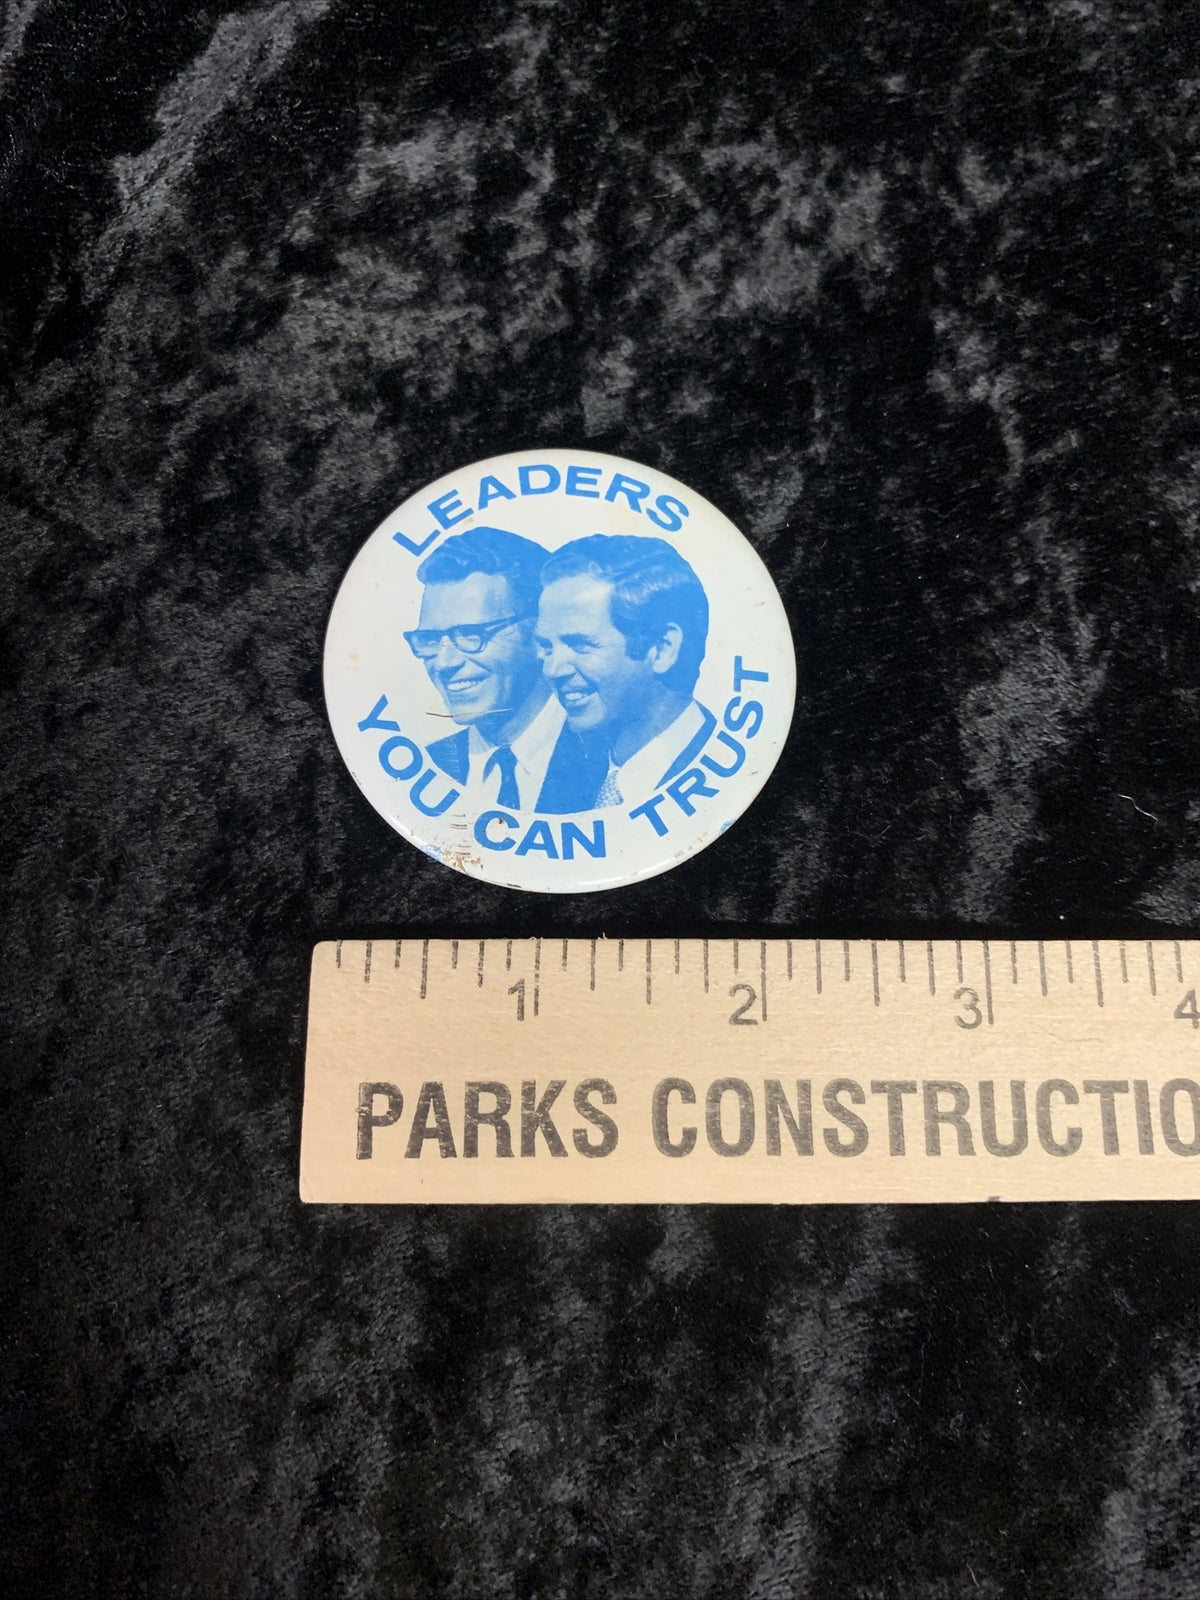 LEADERS
YOU CAN TRUST
1 2 3 4
PARKS CONSTRUCTIO